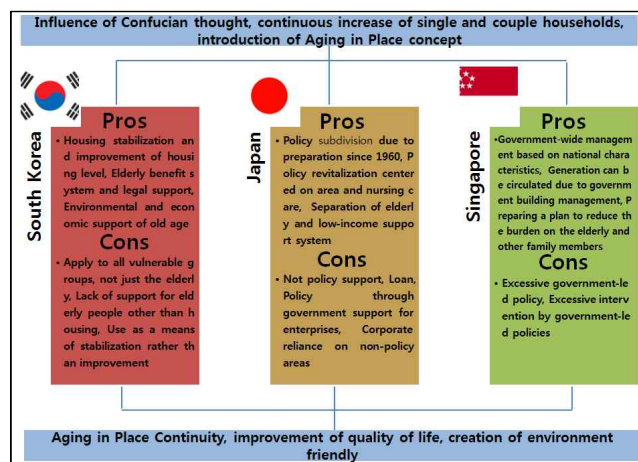 Influence of Confucian thought, continuous increase of single and couple households,
introduction of Aging in Place concept
South Korea
Pros
• Housing stabilization an
d improvement of housi
ng level, Elderly benefit s
ystem and legal support,
Environmental and econ
omic support of old age
Cons
• Apply to all vulnerable g
roups, not just the elderl
y, Lack of support for eld
erly people other than h
ousing, Use as a means
of stabilization rather th
an improvement
Japan
Pros
• Policy subdivision due to
preparation since 1960, P
olicy revitalization center
ed on area and nursing c
are, Separation of elderl
y and low-income suppo
rt system
Cons
• Not policy support, Loan,
Policy through
government support for
enterprises, Corporate
reliance on non-policy
areas
Singapore
Pros
•Government-wide managem
ent based on national cha
racteristics, Generation can b
e circulated due to govern
ment building management, P
reparing a plan to reduce th
e burden on the elderly and
other family members
Cons
• Excessive government-le
d policy, Excessive interv
ention by government-led
policies
Aging in Place Continuity, improvement of quality of life, creation of environment
friendly